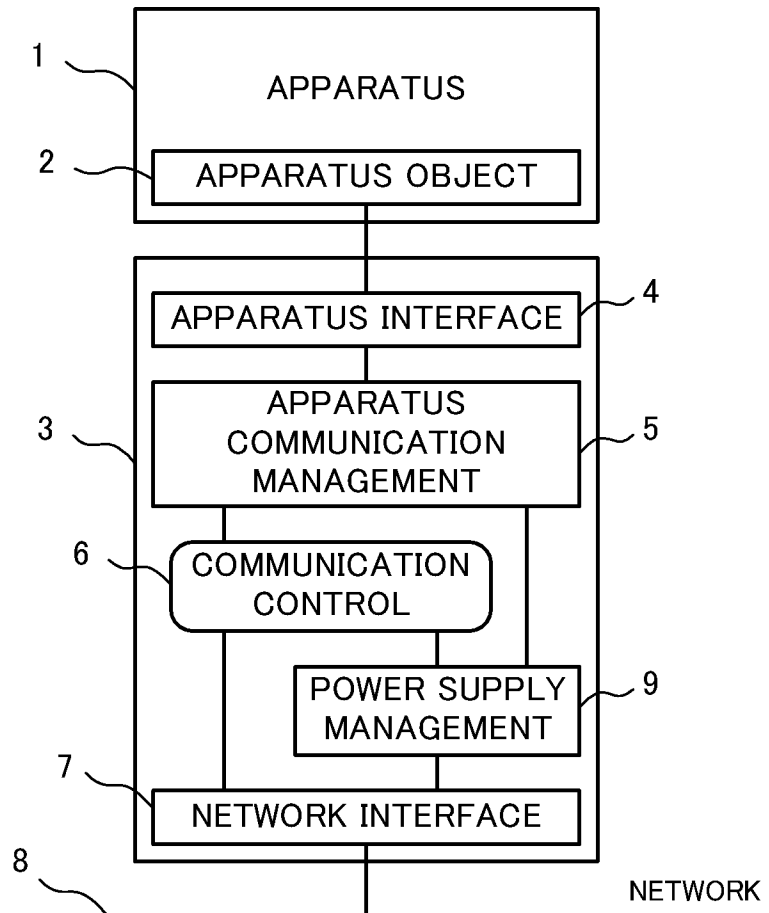 1
APPARATUS
2
APPARATUS OBJECT
4
APPARATUS INTERFACE
3
APPARATUS
COMMUNICATION
MANAGEMENT
5
6
COMMUNICATION
CONTROL
POWER SUPPLY
MANAGEMENT
9
7
NETWORK INTERFACE
8
NETWORK